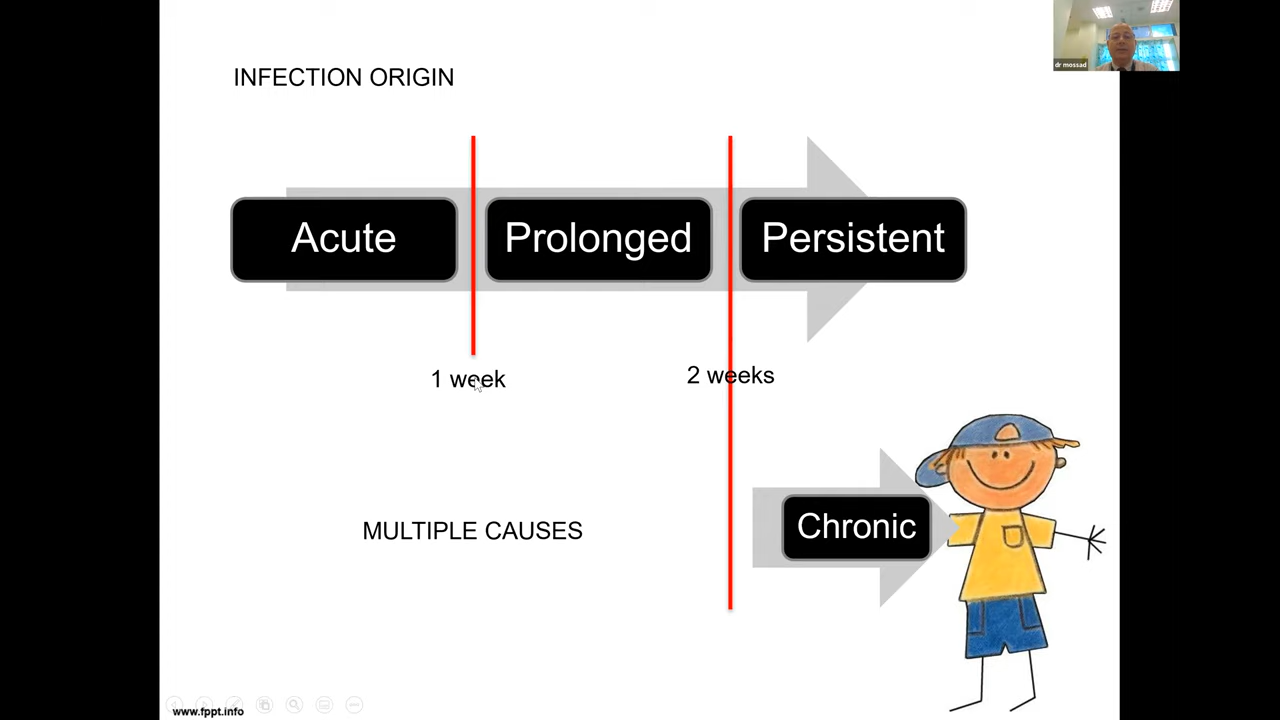 dr mossad
INFECTION ORIGIN
Acute
Prolonged
Persistent
1 week
2 weeks
MULTIPLE CAUSES
Chronic
www.fppt.info